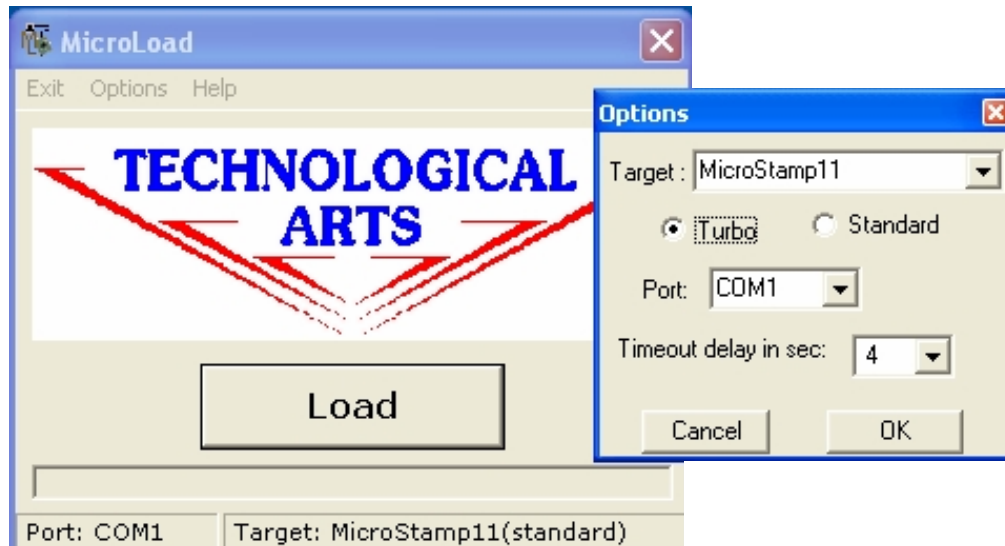 MicroLoad
Exit Options Help
TECHNOLOGICAL
ARTS
Load
Port: COM1 Target: MicroStamp11(standard)
Options
Target : MicroStamp11
Turbo Standard
Port: COM1
Timeout delay in sec: 4
Cancel OK